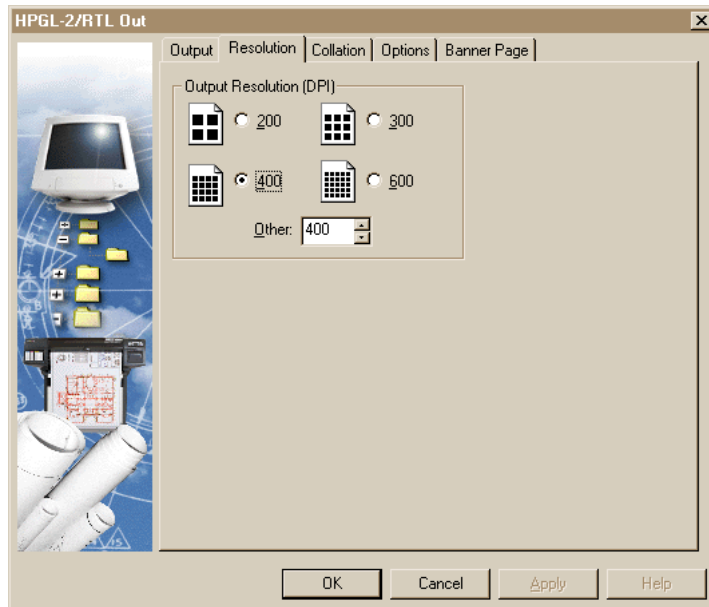 HPGL-2/RTL Out
Output Resolution Collation Options Banner Page
Output Resolution (DPI)
200 300
400 600
Other: 400
OK Cancel Apply Help